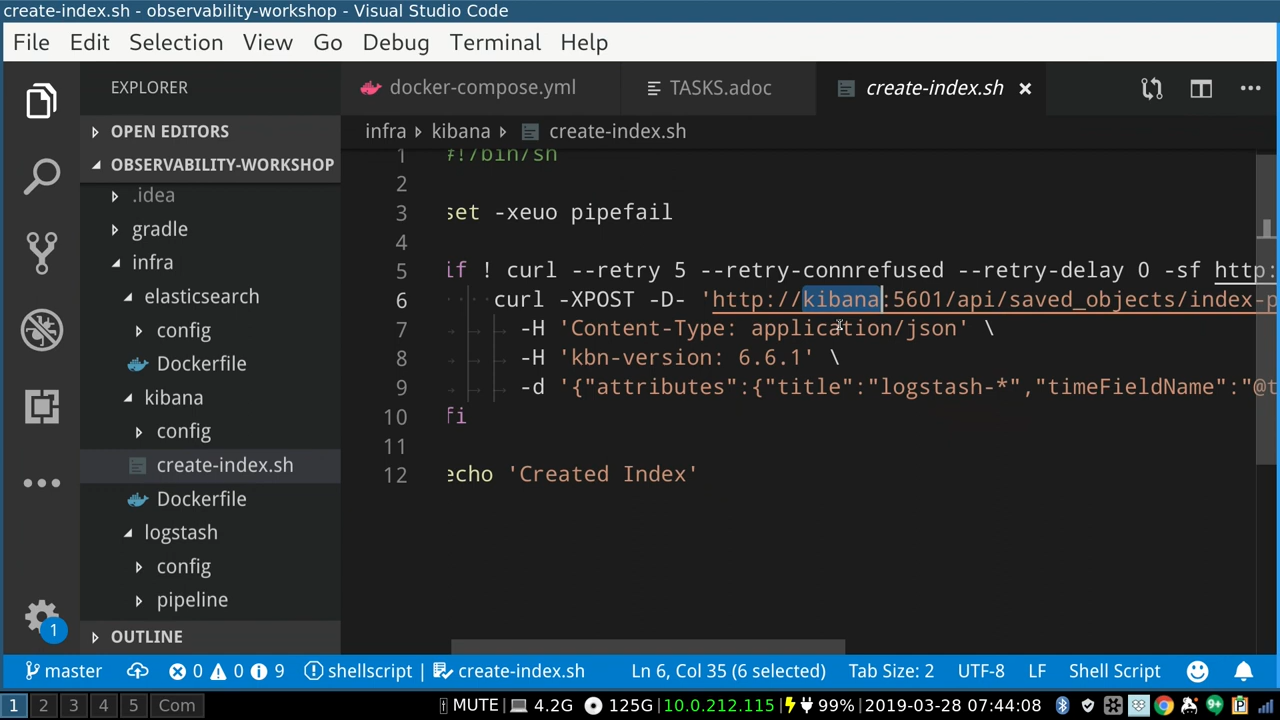 create-index.sh - observability-workshop - Visual Studio Code
File Edit Selection View Go Debug Terminal Help
EXPLORER
docker-compose.yml
TASKS.adoc
create-index.sh
OPEN EDITORS
OBSERVABILITY-WORKSHOP
.idea
gradle
infra
elasticsearch
config
Dockerfile
kibana
config
create-index.sh
Dockerfile
logstash
config
pipeline
OUTLINE
1
infra kibana create-index.sh
1 #!/bin/sh
2
3 set -xeuo pipefail
4
5 if ! curl --retry 5 --retry-connrefused --retry-delay 0 -sf http:
6 curl -XPOST -D- 'http://kibana:5601/api/saved_objects/index-p
7 -H 'Content-Type: application/json' \
8 -H 'kbn-version: 6.6.1' \
9 -d '{"attributes":{"title":"logstash-*","timeFieldName":"@t
10 fi
11
12 echo 'Created Index'
master 0 0 9 shellscript | create-index.sh Ln 6, Col 35 (6 selected) Tab Size: 2 UTF-8 LF Shell Script
1 2 3 4 5 Com MUTE 4.2G 125G 10.0.212.115 99% 2019-03-28 07:44:08 9+ P